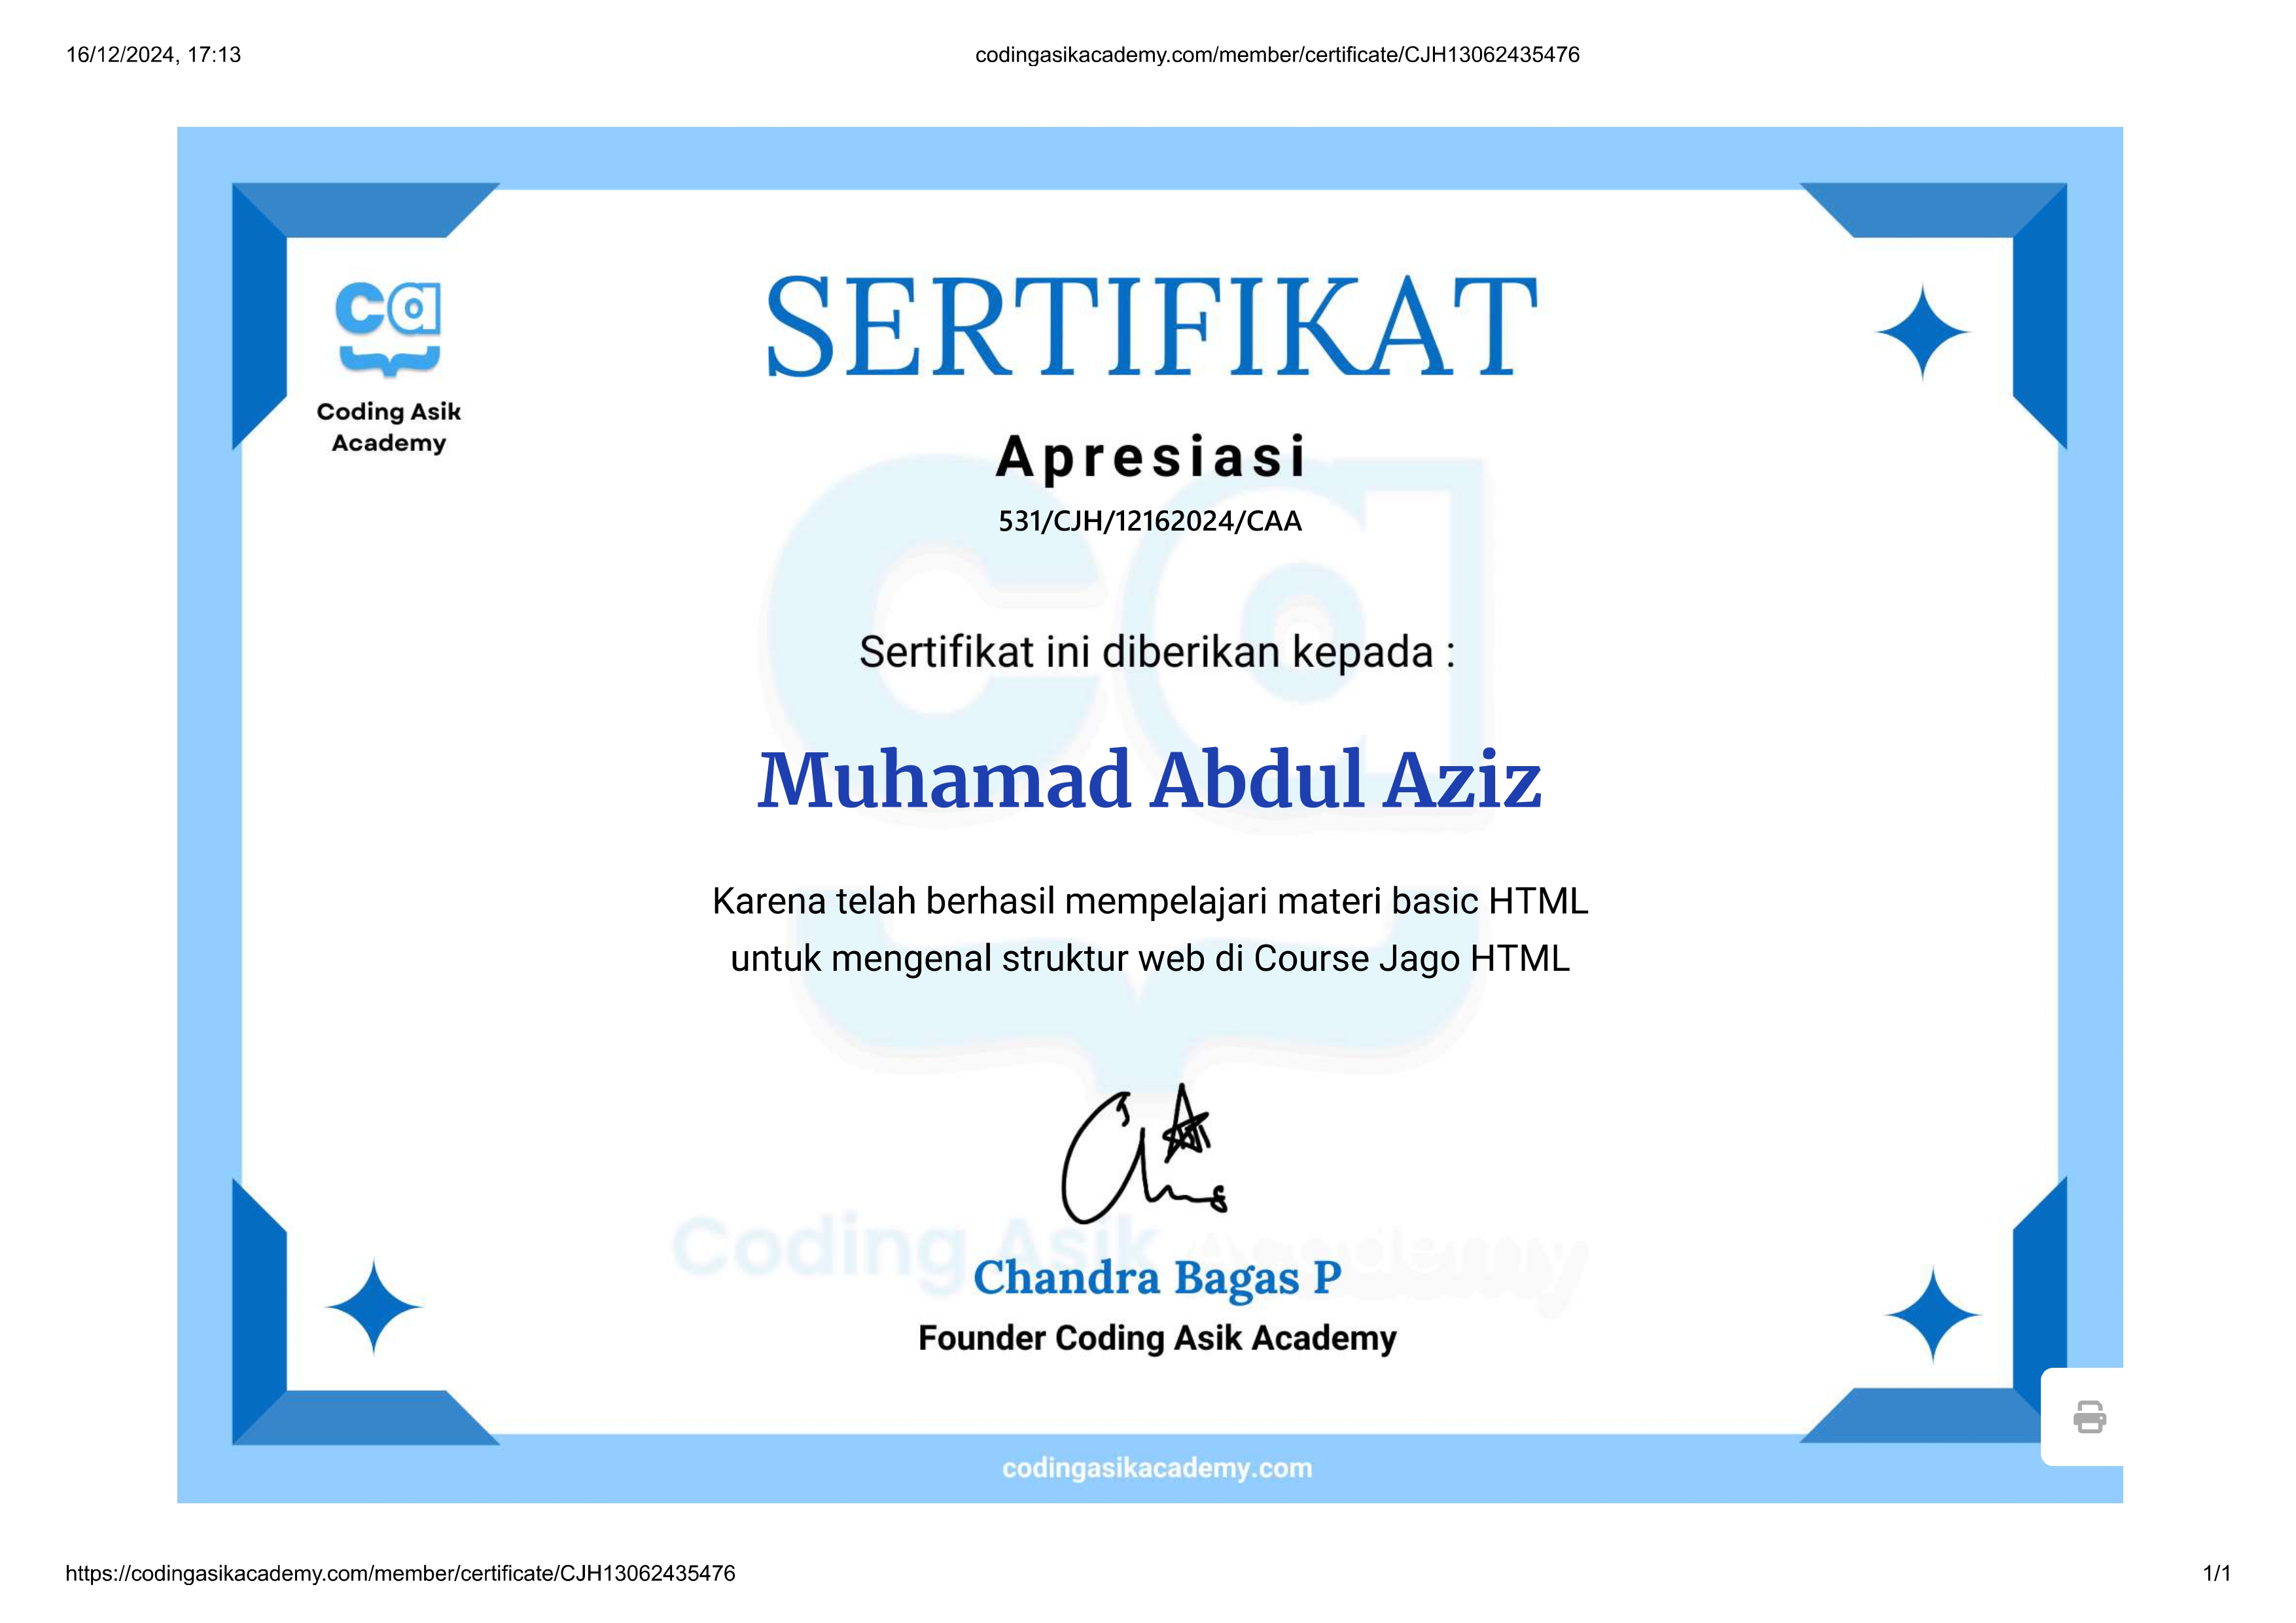 16/12/2024, 17:13
codingasikacademy.com/member/certificate/CJH13062435476
SERTIFIKAT
Coding Asik
Academy
Apresiasi
531/CJH/12162024/CAA
Sertifikat ini diberikan kepada :
Muhamad Abdul Aziz
Karena telah berhasil mempelajari materi basic HTML
untuk mengenal struktur web di Course Jago HTML
Coding Asik Academy
Chandra Bagas P
Founder Coding Asik Academy
codingasikacademy.com
https://codingasikacademy.com/member/certificate/CJH13062435476
1/1